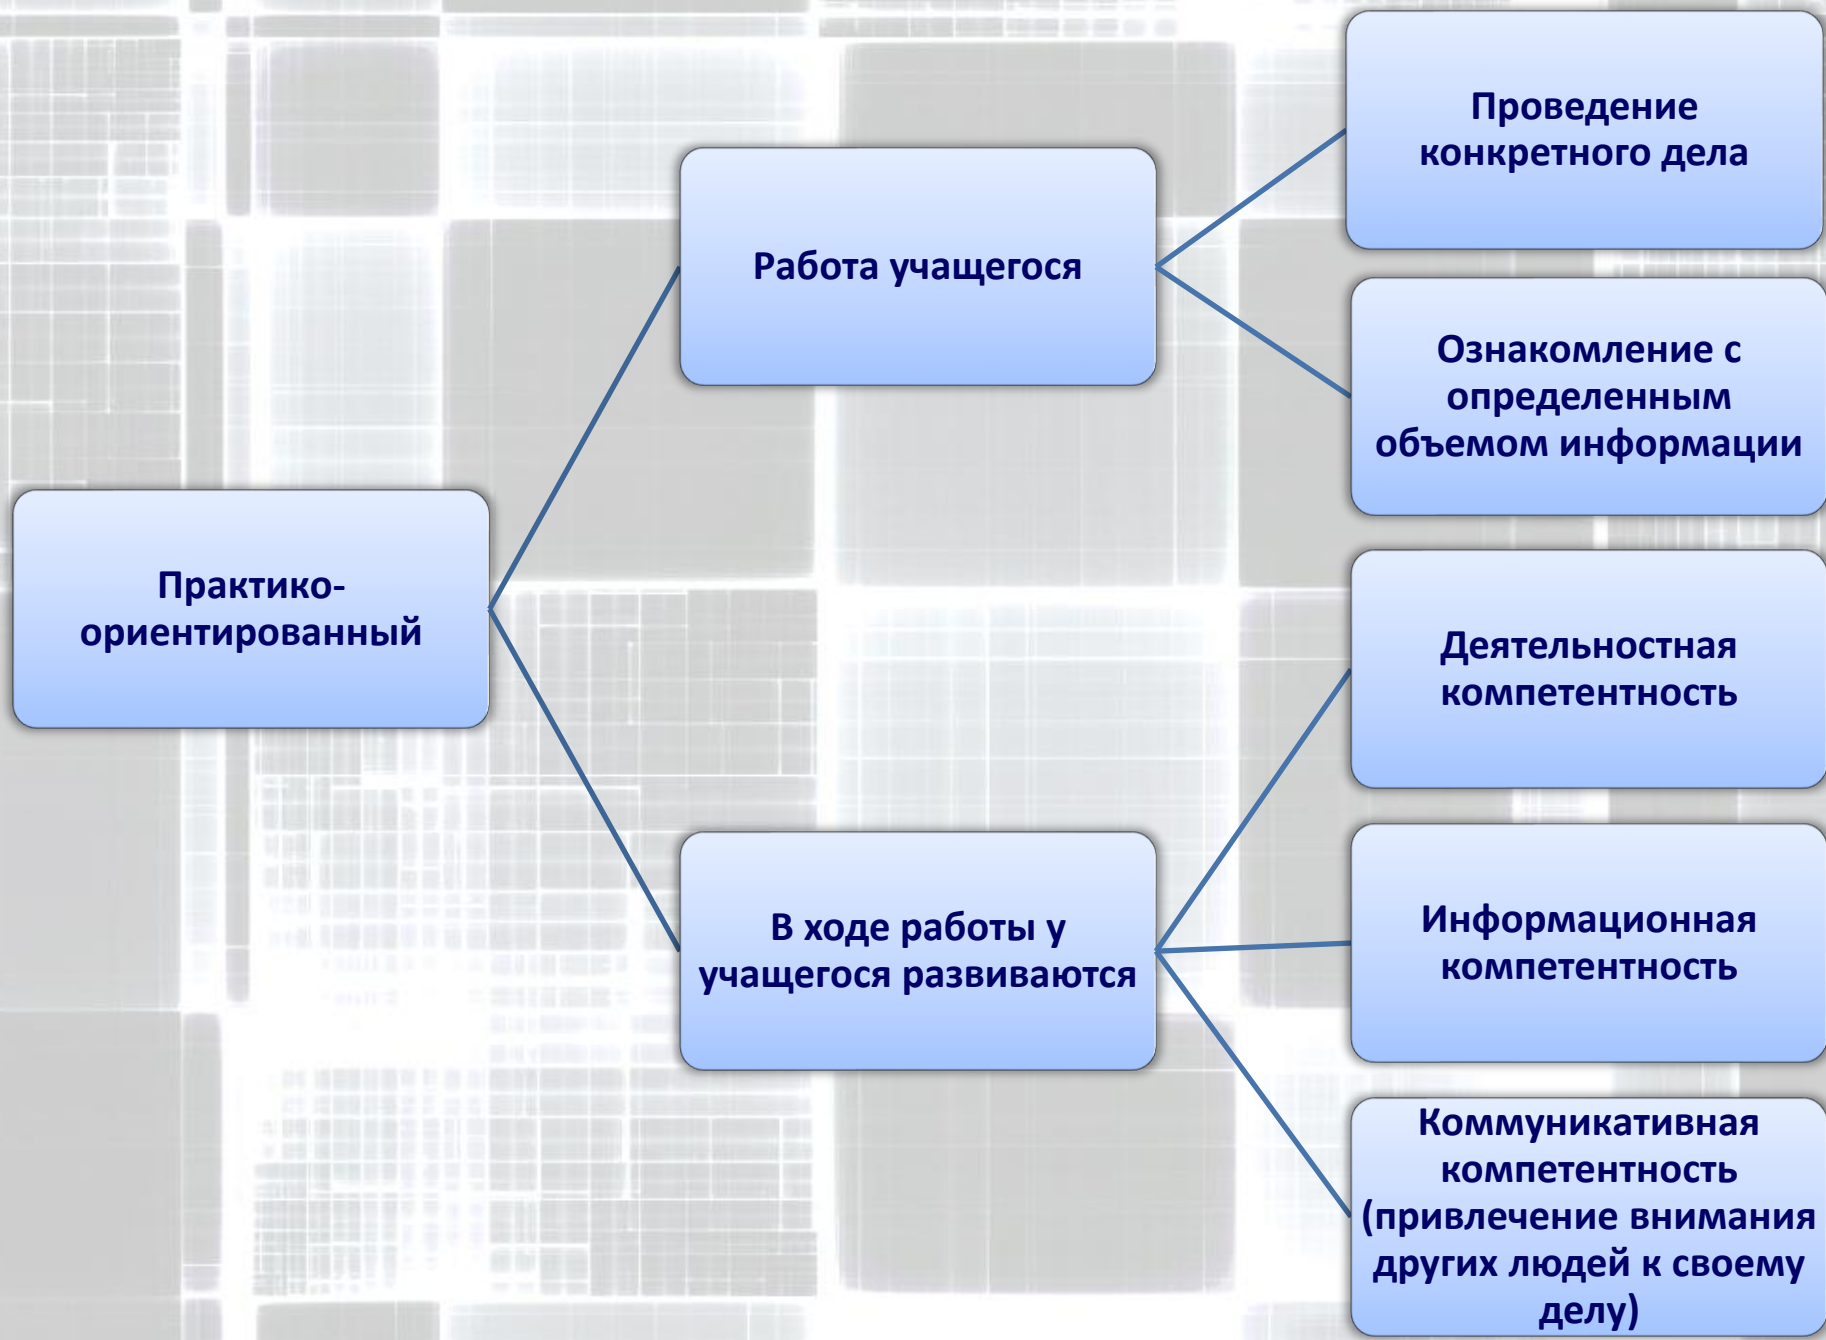 Практико-
ориентированный
Работа учащегося
Проведение
конкретного дела
Ознакомление с
определенным
объемом информации
В ходе работы у
учащегося развиваются
Деятельностная
компетентность
Информационная
компетентность
Коммуникативная
компетентность
(привлечение внимания
других людей к своему
делу)